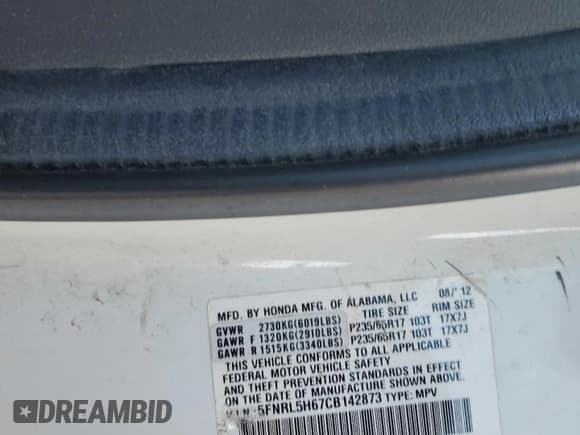 MFD. BY HONDA MFG. OF ALABAMA, LLC 08/'12
TIRE SIZE RIM SIZE
GVWR 2730KG(6019LBS)
GAWR F 1320KG(2910LBS) P235/65R17 103T 17X7J
GAWR R 1515KG(3340LBS) P235/65R17 103T 17X7J
THIS VEHICLE CONFORMS TO ALL APPLICABLE
FEDERAL MOTOR VEHICLE SAFETY
AND THEFT PREVENTION STANDARDS IN EFFECT
ON THE DATE OF MANUFACTURE SHOWN ABOVE.
V.I.N.:5FNRL5H67CB142873 TYPE: MPV
DREAMBID